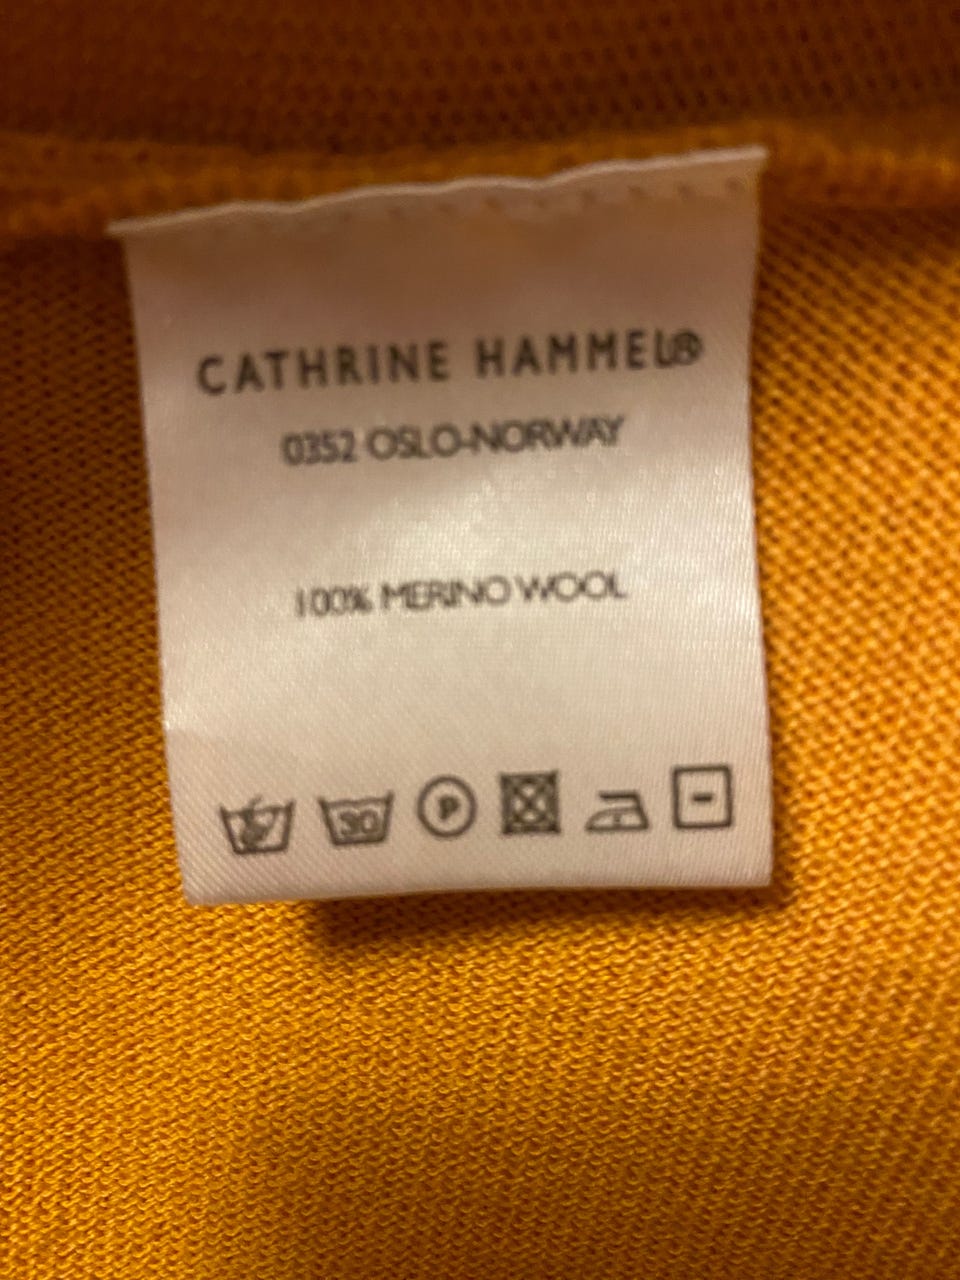 CATHRINE HAMMEL®
0352 OSLO-NORWAY
100% MERINO WOOL
30 P